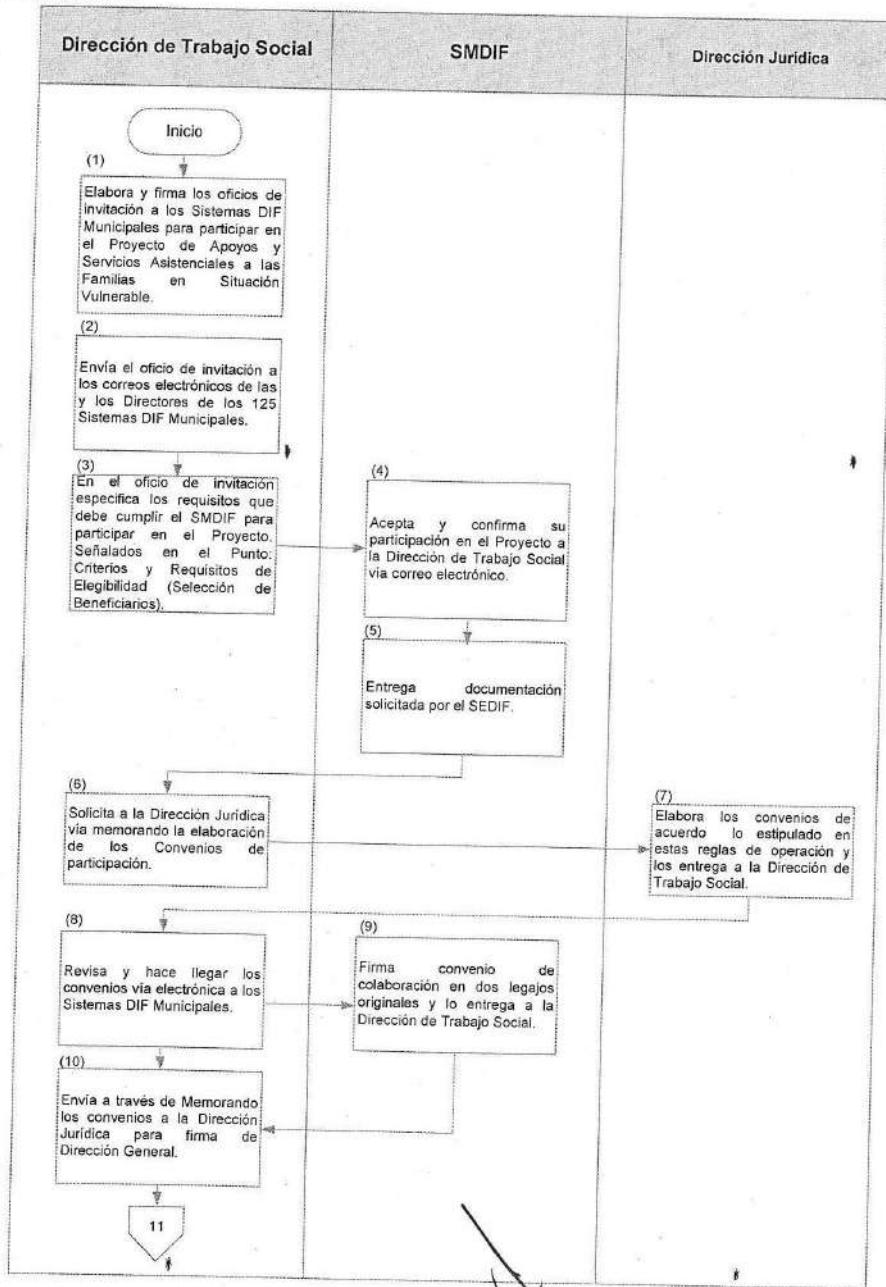 Dirección de Trabajo Social
SMDIF
Dirección Jurídica
Inicio
(1)
Elabora y firma los oficios de
invitación a los Sistemas DIF
Municipales para participar en
el Proyecto de Apoyos y
Servicios Asistenciales a las
Familias en Situación
Vulnerable.
(2)
Envía el oficio de invitación a
los correos electrónicos de las
y los Directores de los 125
Sistemas DIF Municipales.
(3)
En el oficio de invitación
especifica los requisitos que
debe cumplir el SMDIF para
participar en el Proyecto.
Señalados en el Punto:
Criterios y Requisitos de
Elegibilidad (Selección de
Beneficiarios).
(4)
Acepta y confirma su
participación en el Proyecto a
la Dirección de Trabajo Social
vía correo electrónico.
(5)
Entrega documentación
solicitada por el SEDIF.
(6)
Solicita a la Dirección Jurídica
vía memorando la elaboración
de los Convenios de
participación.
(7)
Elabora los convenios de
acuerdo lo estipulado en
estas reglas de operación y
los entrega a la Dirección de
Trabajo Social.
(8)
Revisa y hace llegar los
convenios vía electrónica a los
Sistemas DIF Municipales.
(9)
Firma convenio de
colaboración en dos legajos
originales y lo entrega a la
Dirección de Trabajo Social.
(10)
Envía a través de Memorando
los convenios a la Dirección
Jurídica para firma de
Dirección General.
11